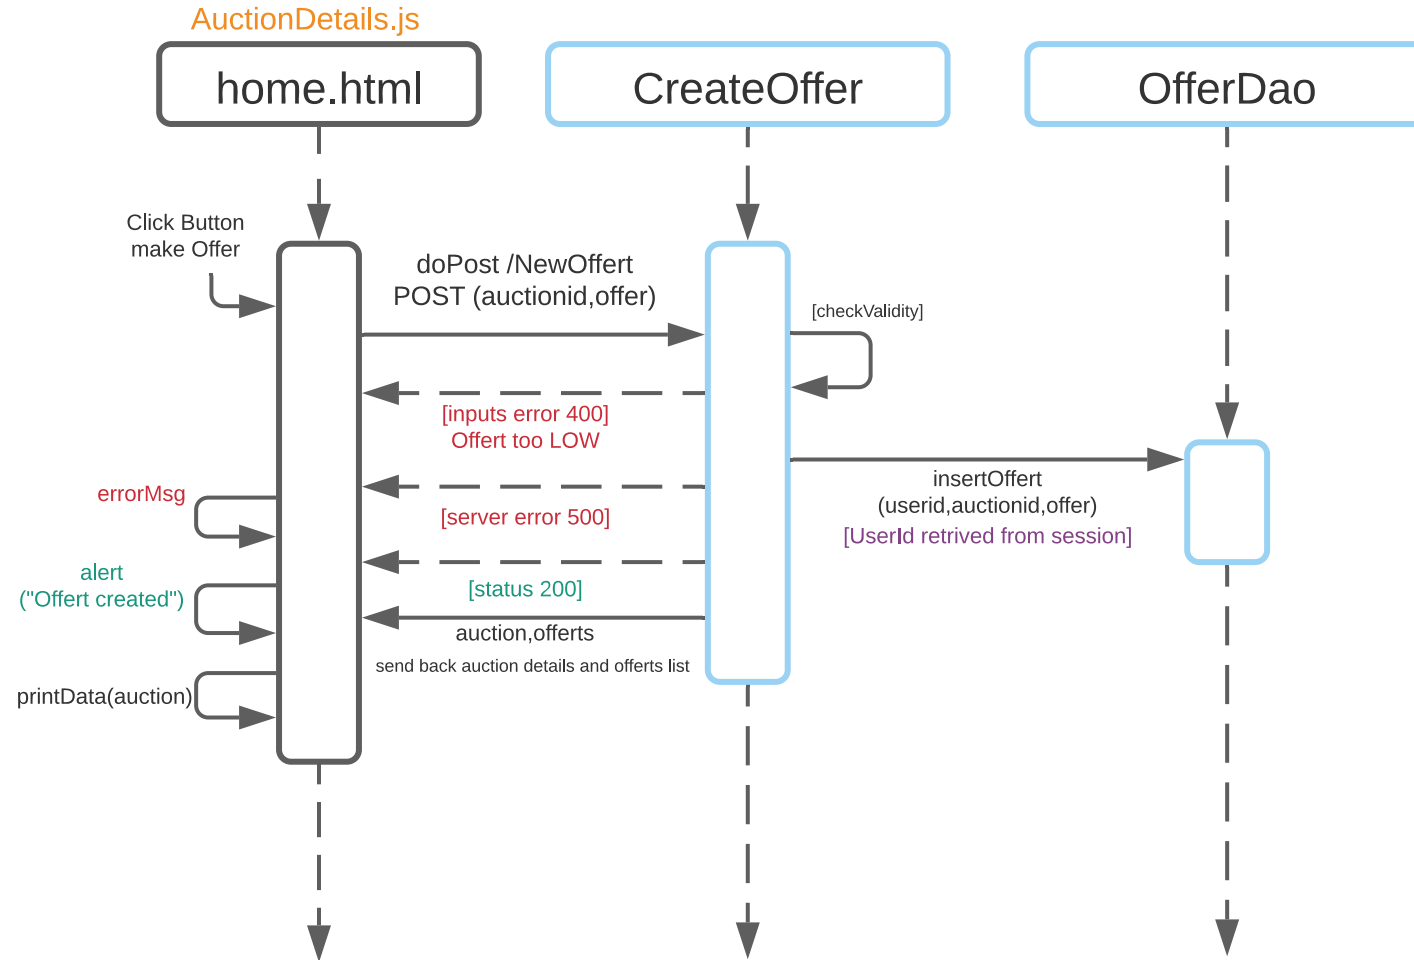 AuctionDetails.js
home.html
CreateOffer
OfferDao
Click Button
make Offer
doPost /NewOffert
POST (auctionid,offer)
[checkValidity]
[inputs error 400]
Offert too LOW
insertOffert
(userid,auctionid,offer)
[UserId retrived from session]
errorMsg
[server error 500]
alert
("Offert created")
[status 200]
auction,offerts
send back auction details and offerts list
printData(auction)